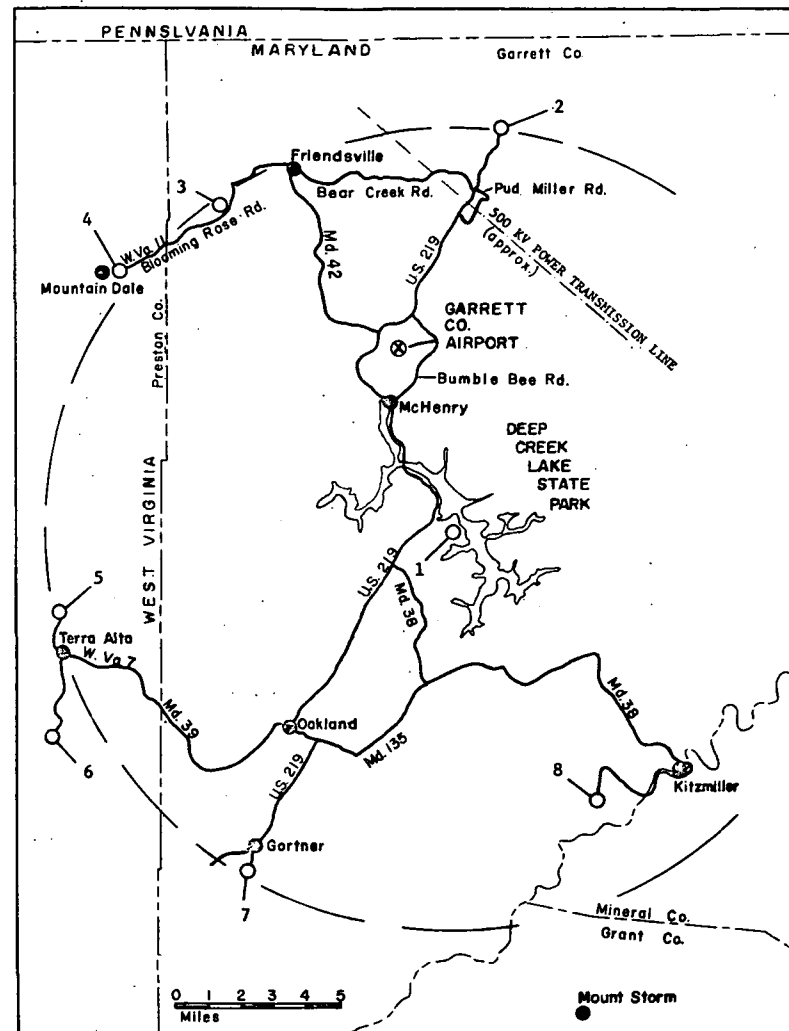 PENNSLVANIA
MARYLAND
Garrett Co.
2
Friendsville
3
Bear Creek Rd.
Pud Miller Rd.
4
W. Va. 11
Blooming Rose Rd.
500 KV POWER TRANSMISSION LINE
(approx.)
Mountain Dale
Md. 42
U.S. 219
GARRETT
CO.
AIRPORT
Preston Co.
Bumble Bee Rd.
McHenry
DEEP
CREEK
LAKE
STATE
PARK
WEST VIRGINIA
1
U.S. 219
Md. 38
5
Terra Alta
W. Va 7
Md. 39
Oakland
Md. 135
Md. 38
6
U.S. 219
8
Kitzmiller
Gortner
7
Mineral Co.
Grant Co.
0 1 2 3 4 5
Miles
Mount Storm